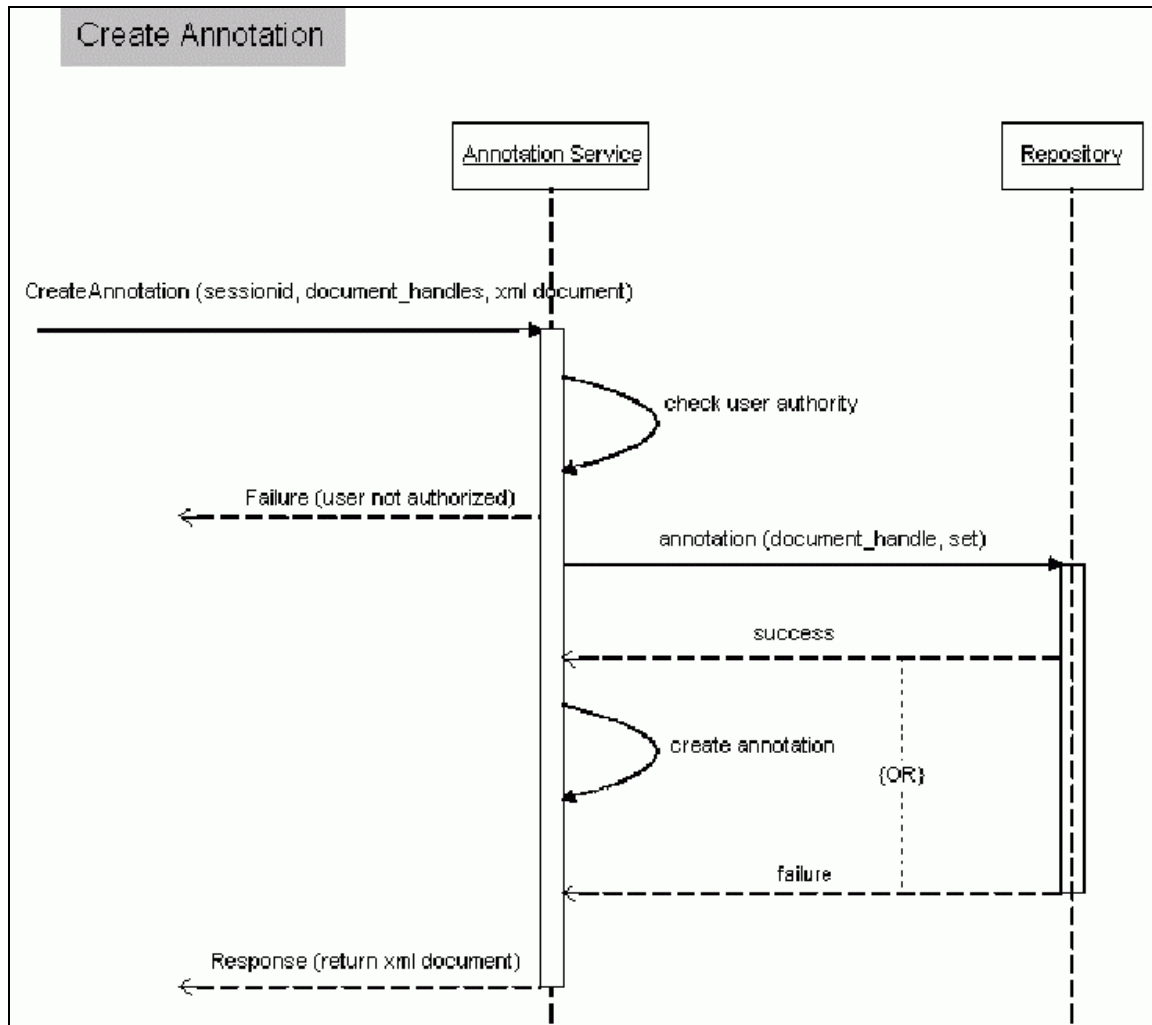 Create Annotation
Annotation Service
Repository
CreateAnnotation (sessionid, document_handles, xml document)
check user authority
Failure (user not authorized)
annotation (document_handle, set)
success
create annotation
{OR}
failure
Response (return xml document)